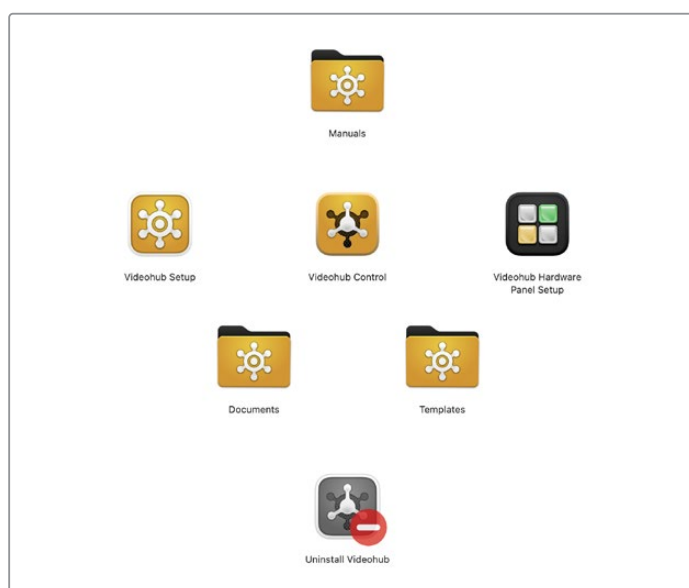 Manuals
Videohub Setup
Videohub Control
Videohub Hardware
Panel Setup
Documents
Templates
Uninstall Videohub